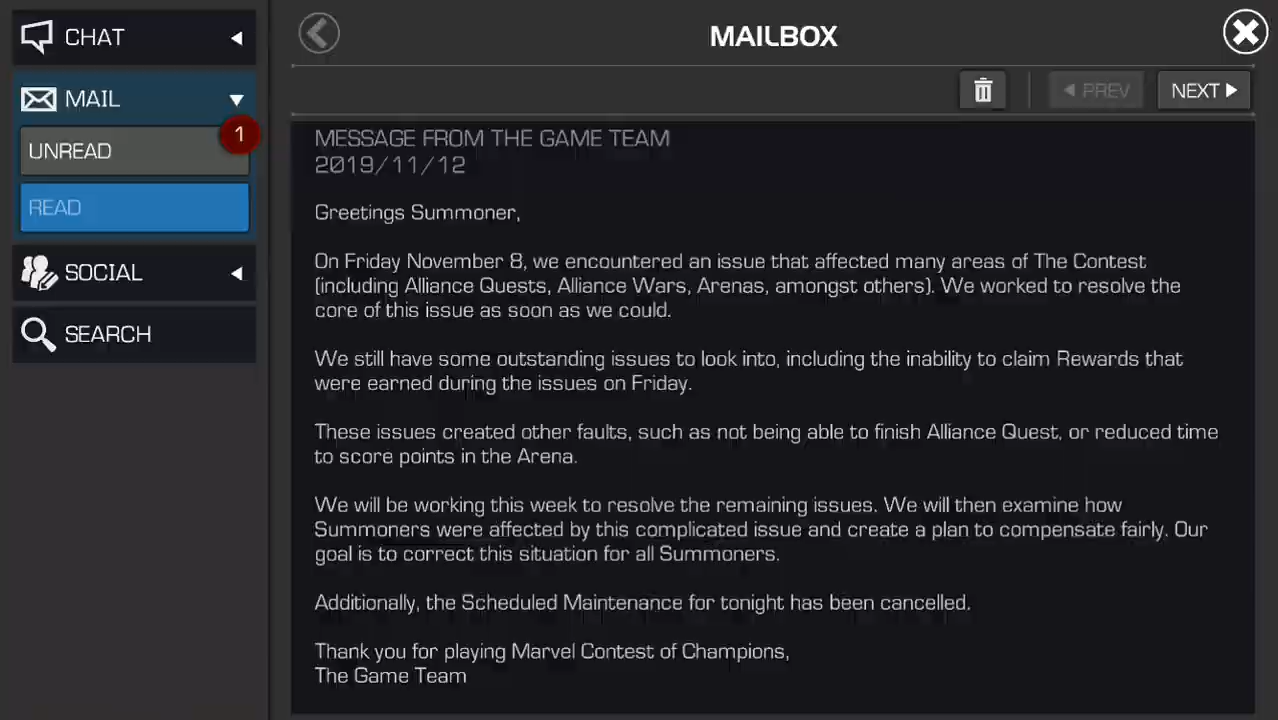 CHAT
MAILBOX
MAIL
PREV
NEXT
1
UNREAD
READ
SOCIAL
SEARCH
MESSAGE FROM THE GAME TEAM
2019/11/12
Greetings Summoner,
On Friday November 8, we encountered an issue that affected many areas of The Contest
(including Alliance Quests, Alliance Wars, Arenas, amongst others). We worked to resolve the
core of this issue as soon as we could.
We still have some outstanding issues to look into, including the inability to claim Rewards that
were earned during the issues on Friday.
These issues created other faults, such as not being able to finish Alliance Quest, or reduced time
to score points in the Arena.
We will be working this week to resolve the remaining issues. We will then examine how
Summoners were affected by this complicated issue and create a plan to compensate fairly. Our
goal is to correct this situation for all Summoners.
Additionally, the Scheduled Maintenance for tonight has been cancelled.
Thank you for playing Marvel Contest of Champions,
The Game Team